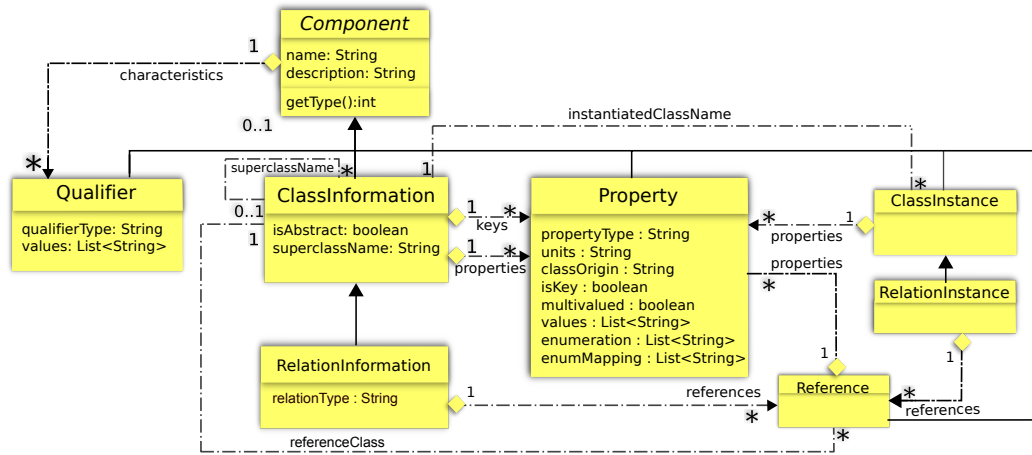 Component
name: String
description: String
getType():int
1
characteristics
0..1
instantiatedClassName
*
superclassName
*
1
*
Qualifier
qualifierType: String
values: List<String>
0..1
1
ClassInformation
isAbstract: boolean
superclassName: String
1
*
keys
1
*
properties
Property
propertyType : String
units : String
classOrigin : String
isKey : boolean
multivalued : boolean
values : List<String>
enumeration : List<String>
enumMapping : List<String>
ClassInstance
*
1
properties
properties
*
RelationInstance
1
1
RelationInformation
relationType : String
1
references
*
Reference
*
references
referenceClass
*